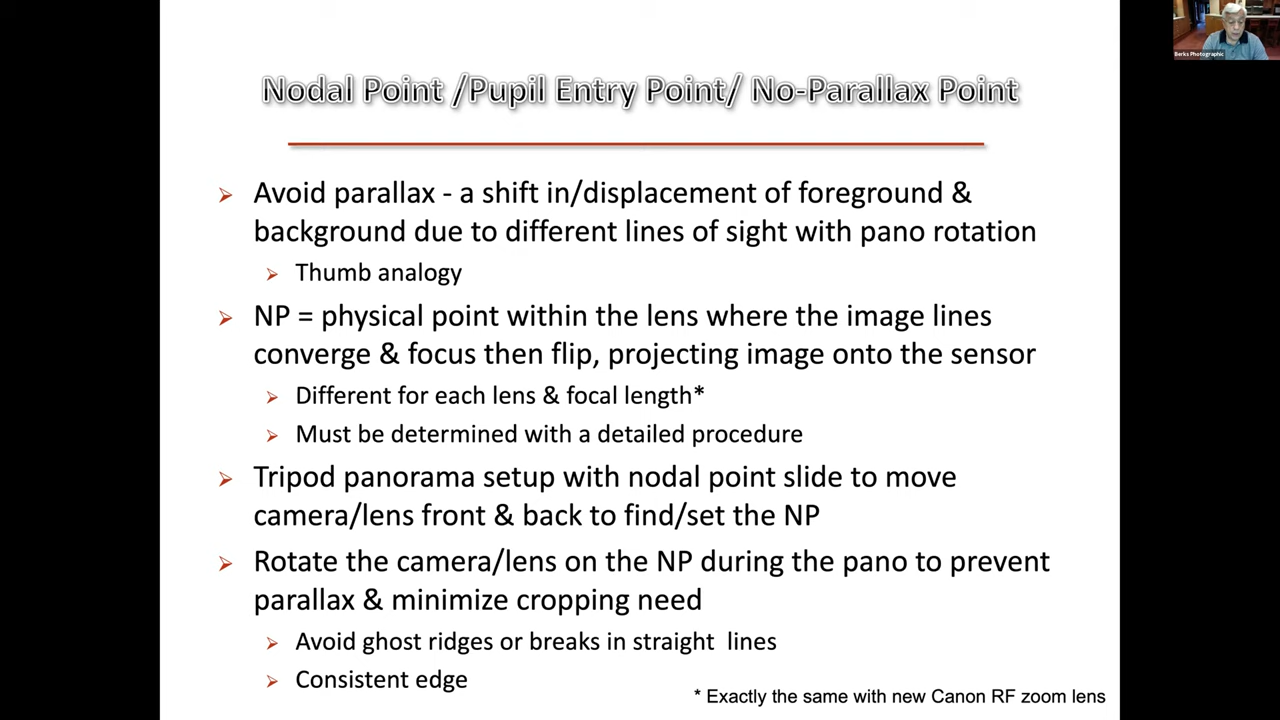 Berks Photographic
Nodal Point /Pupil Entry Point/ No-Parallax Point
Avoid parallax - a shift in/displacement of foreground &
background due to different lines of sight with pano rotation
Thumb analogy
NP = physical point within the lens where the image lines
converge & focus then flip, projecting image onto the sensor
Different for each lens & focal length*
Must be determined with a detailed procedure
Tripod panorama setup with nodal point slide to move
camera/lens front & back to find/set the NP
Rotate the camera/lens on the NP during the pano to prevent
parallax & minimize cropping need
Avoid ghost ridges or breaks in straight lines
Consistent edge
* Exactly the same with new Canon RF zoom lens